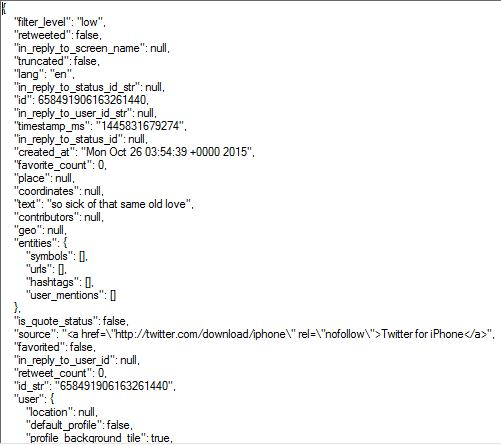 {
"filter_level": "low",
"retweeted": false,
"in_reply_to_screen_name": null,
"truncated": false,
"lang": "en",
"in_reply_to_status_id_str": null,
"id": 658491906163261440,
"in_reply_to_user_id_str": null,
"timestamp_ms": "1445831679274",
"in_reply_to_status_id": null,
"created_at": "Mon Oct 26 03:54:39 +0000 2015",
"favorite_count": 0,
"place": null,
"coordinates": null,
"text": "so sick of that same old love",
"contributors": null,
"geo": null,
"entities": {
"symbols": [],
"urls": [],
"hashtags": [],
"user_mentions": []
},
"is_quote_status": false,
"source": "<a href=\"http://twitter.com/download/iphone\" rel=\"nofollow\">Twitter for iPhone</a>",
"favorited": false,
"in_reply_to_user_id": null,
"retweet_count": 0,
"id_str": "658491906163261440",
"user": {
"location": null,
"default_profile": false,
"profile_background_tile": true,